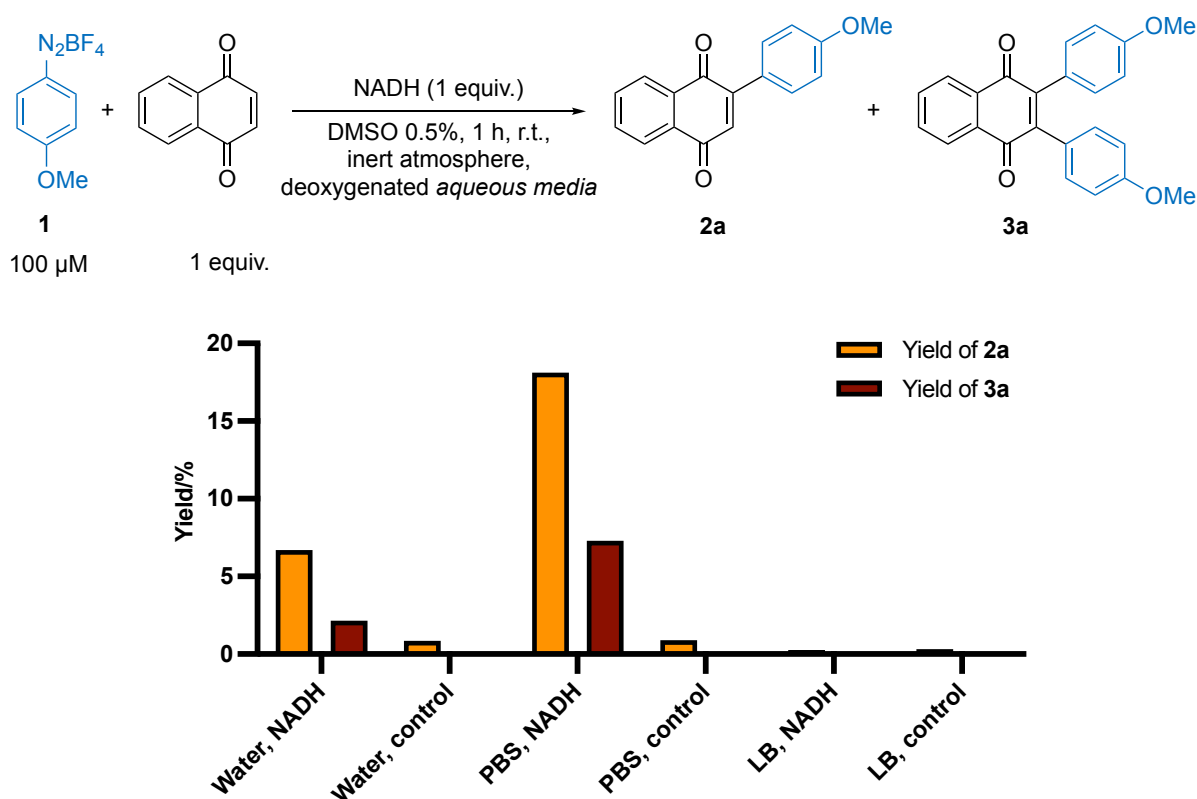 N₂BF₄
OMe
1
100 μM
+
O
O
1 equiv.
NADH (1 equiv.)
DMSO 0.5%, 1 h, r.t.,
inert atmosphere,
deoxygenated aqueous media
O
O
OMe
2a
+
O
O
OMe
OMe
3a
Yield of 2a
Yield of 3a
Yield/%
20
15
10
5
0
Water, NADH
Water, control
PBS, NADH
PBS, control
LB, NADH
LB, control